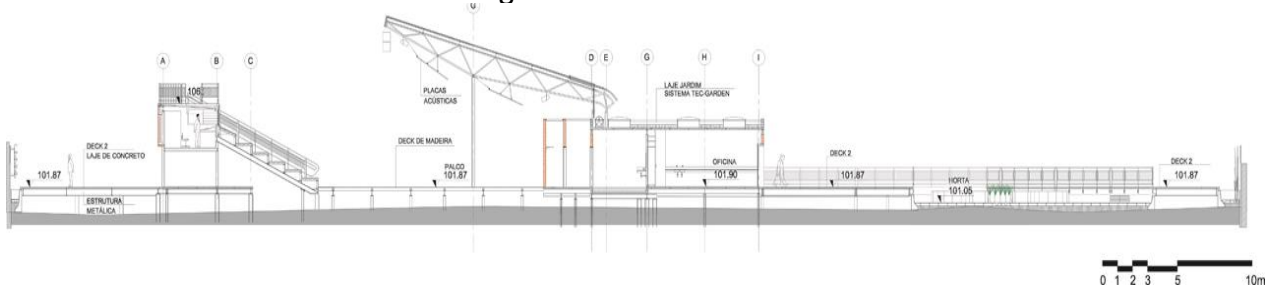 G
A
B
C
D
E
G
H
I
106
PLACAS
ACÚSTICAS
LAJE JARDIM
SISTEMA TEC-GARDEN
DECK 2
LAJE DE CONCRETO
DECK DE MADEIRA
101.87
PALCO
101.87
OFICINA
101.90
DECK 2
101.87
HORTA
101.05
DECK 2
101.87
ESTRUTURA
METÁLICA
0 1 2 3 5 10m